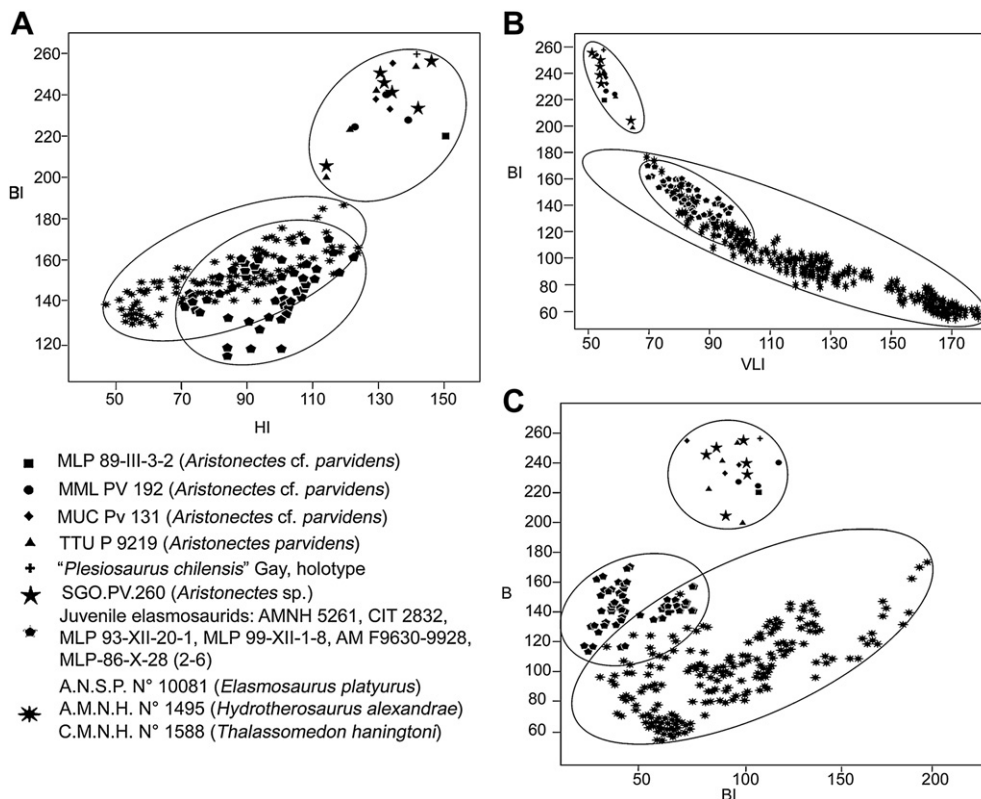 A
260
240
220
BI
200
180
160
140
120
50 70 90 110 130 150
HI
B
260
240
220
200
180
BI
160
140
120
100
80
60
50 70 90 110 130 150 170
VLI
C
260
240
220
200
180
160
B
140
120
100
80
60
50 100 150 200
BI
MLP 89-III-3-2 (Aristonectes cf. parvidens)
MML PV 192 (Aristonectes cf. parvidens)
MUC Pv 131 (Aristonectes cf. parvidens)
TTU P 9219 (Aristonectes parvidens)
"Plesiosaurus chilensis" Gay, holotype
SGO.PV.260 (Aristonectes sp.)
Juvenile elasmosaurids: AMNH 5261, CIT 2832,
MLP 93-XII-20-1, MLP 99-XII-1-8, AM F9630-9928,
MLP-86-X-28 (2-6)
A.N.S.P. N° 10081 (Elasmosaurus platyurus)
A.M.N.H. N° 1495 (Hydrotherosaurus alexandrae)
C.M.N.H. N° 1588 (Thalassomedon haningtoni)